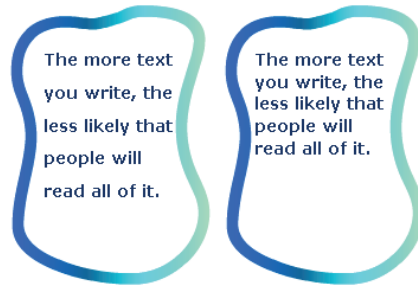 The more text
you write, the
less likely that
people will
read all of it.
The more text
you write, the
less likely that
people will
read all of it.